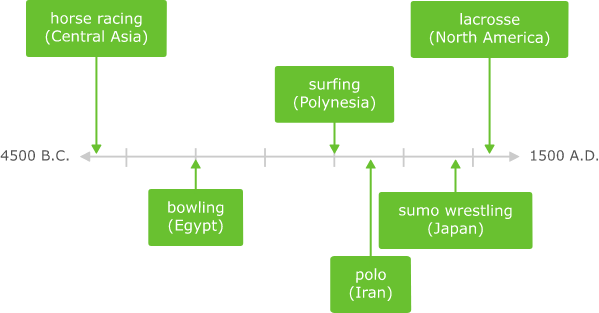 horse racing
(Central Asia)
lacrosse
(North America)
surfing
(Polynesia)
4500 B.C.
1500 A.D.
bowling
(Egypt)
sumo wrestling
(Japan)
polo
(Iran)